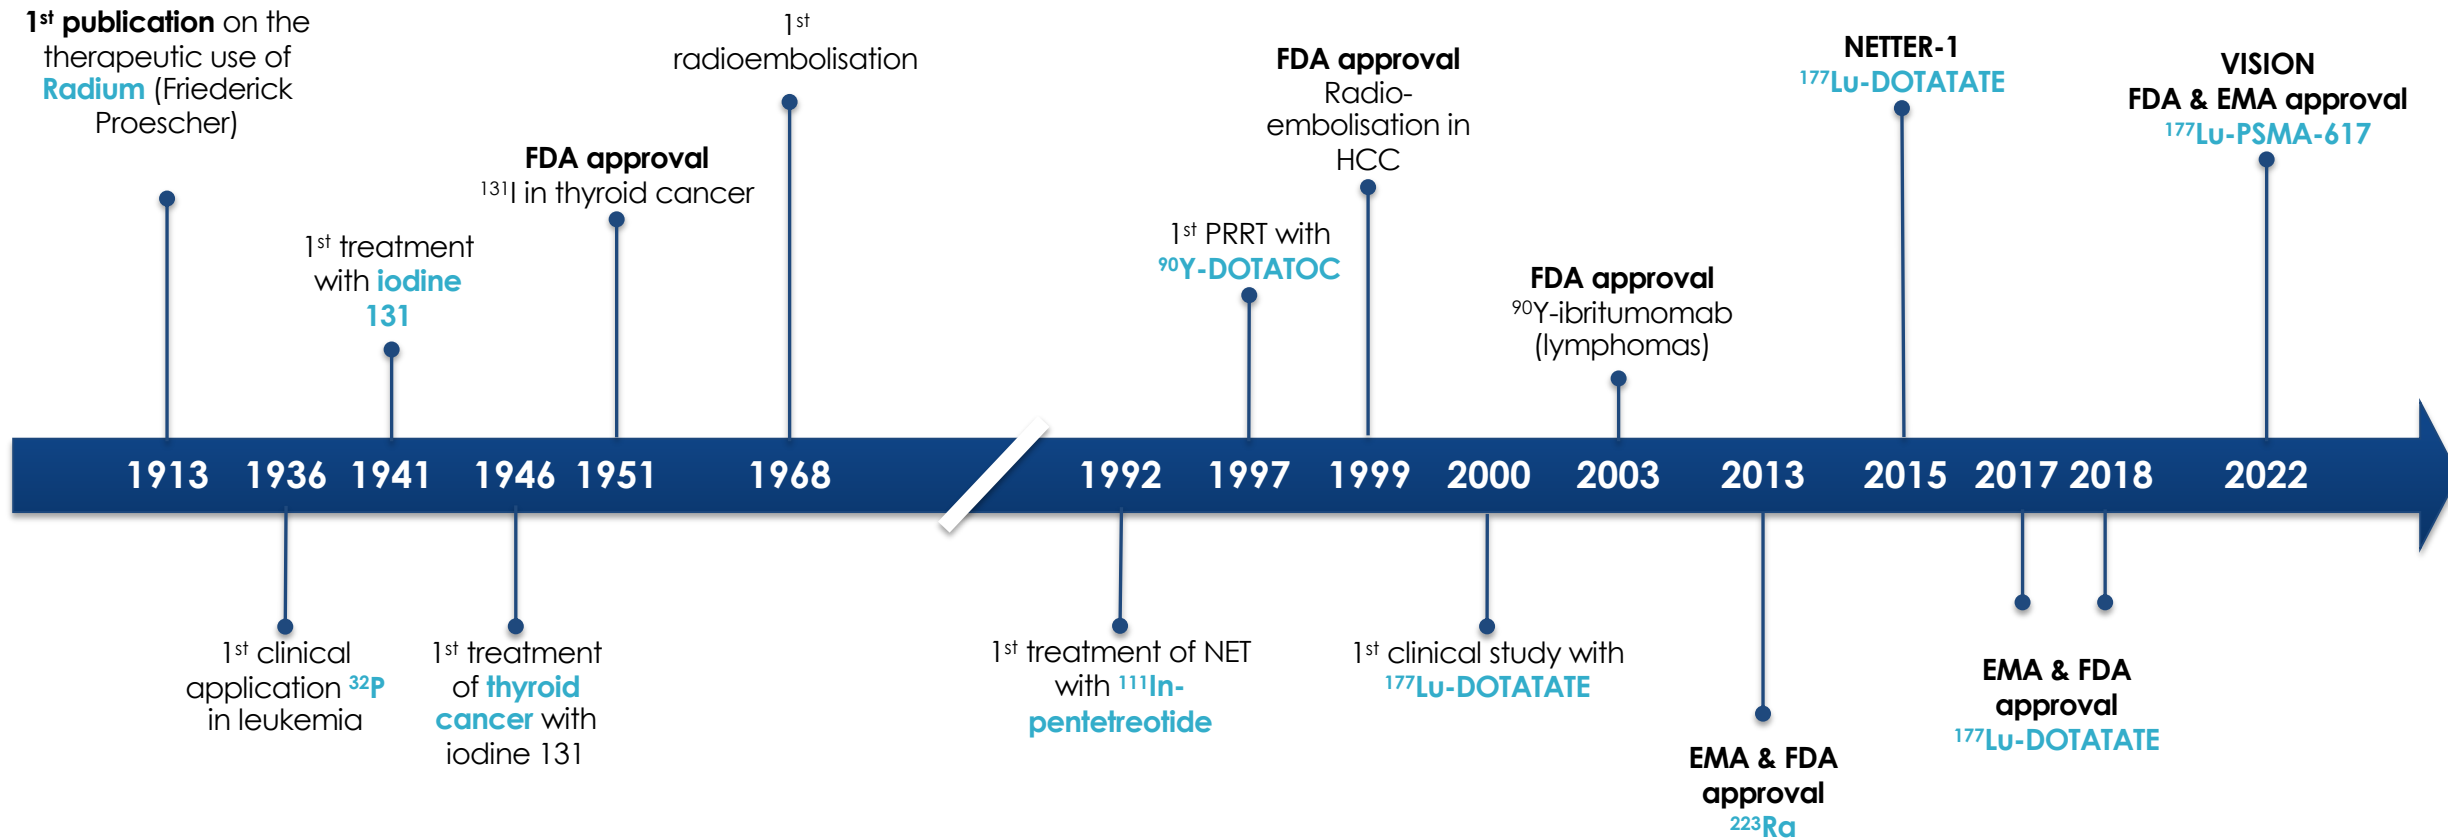 1st publication on the
therapeutic use of
Radium (Friederick
Proescher)
1st treatment
with iodine
131
FDA approval
131I in thyroid cancer
1st
radioembolisation
1st PRRT with
90Y-DOTATOC
FDA approval
Radio-
embolisation in
HCC
FDA approval
90Y-ibritumomab
(lymphomas)
NETTER-1
177Lu-DOTATATE
VISION
FDA & EMA approval
177Lu-PSMA-617
1913 1936 1941 1946 1951 1968 1992 1997 1999 2000 2003 2013 2015 2017 2018 2022
1st clinical
application 32P
in leukemia
1st treatment
of thyroid
cancer with
iodine 131
1st treatment of NET
with 111In-
pentetreotide
1st clinical study with
177Lu-DOTATATE
EMA & FDA
approval
223Ra
EMA & FDA
approval
177Lu-DOTATATE